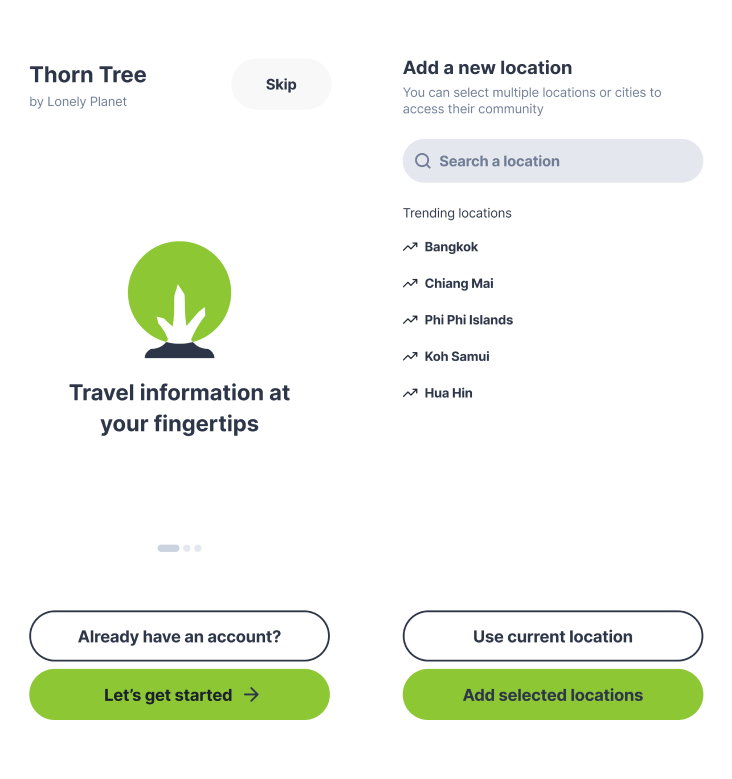 Thorn Tree
by Lonely Planet
Skip
Travel information at
your fingertips
Already have an account?
Let’s get started
Add a new location
You can select multiple locations or cities to
access their community
Search a location
Trending locations
Bangkok
Chiang Mai
Phi Phi Islands
Koh Samui
Hua Hin
Use current location
Add selected locations